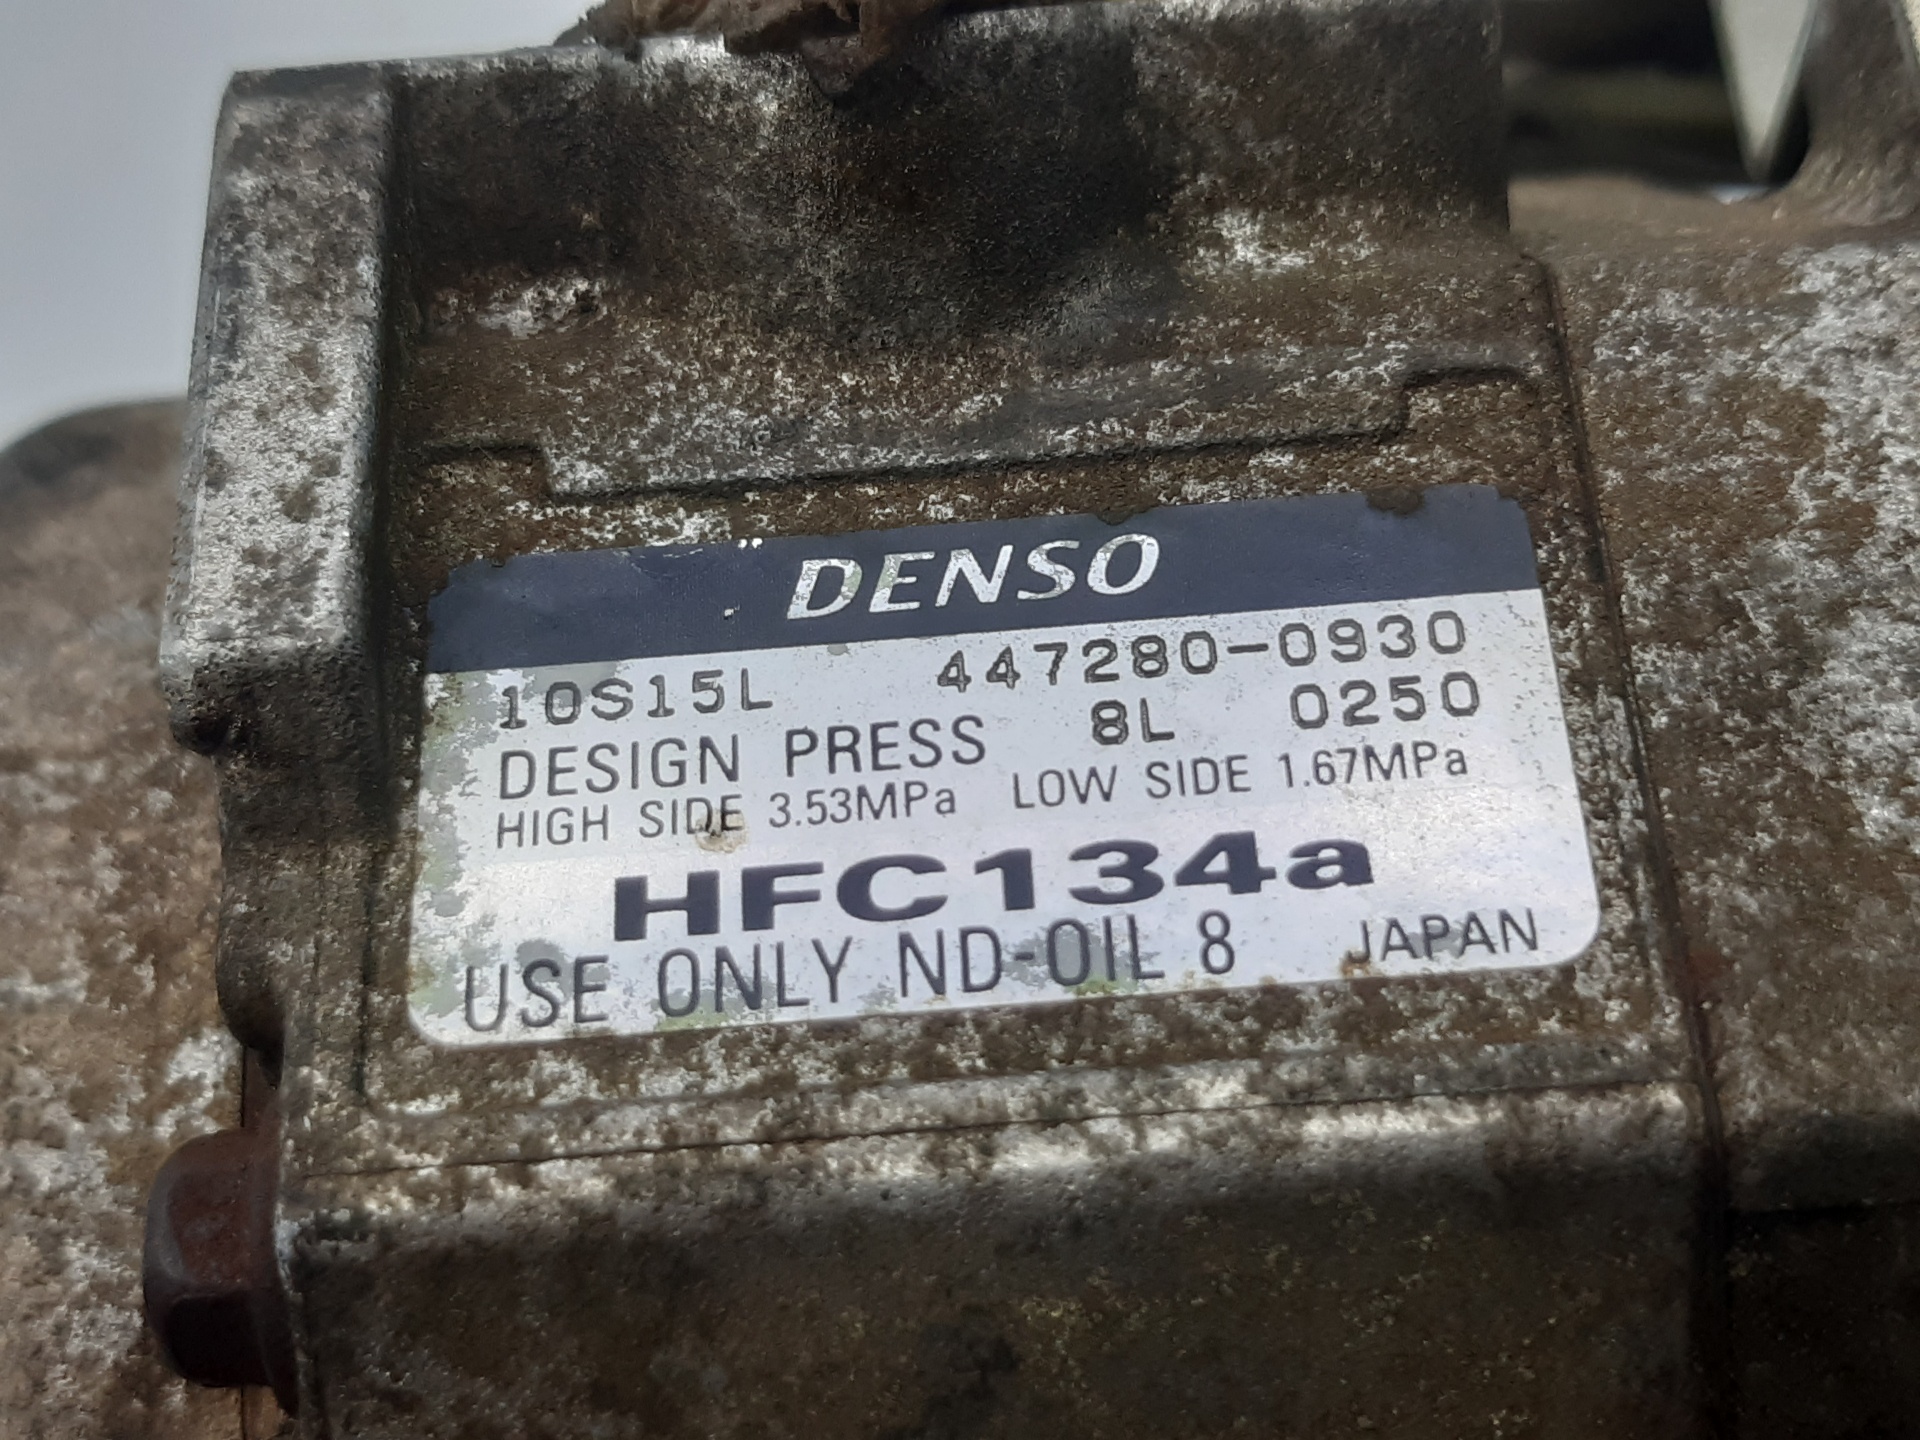 DENSO
10S15L 447280-0930
DESIGN PRESS 8L 0250
HIGH SIDE 3.53MPa LOW SIDE 1.67MPa
HFC134a
USE ONLY ND-OIL 8 JAPAN